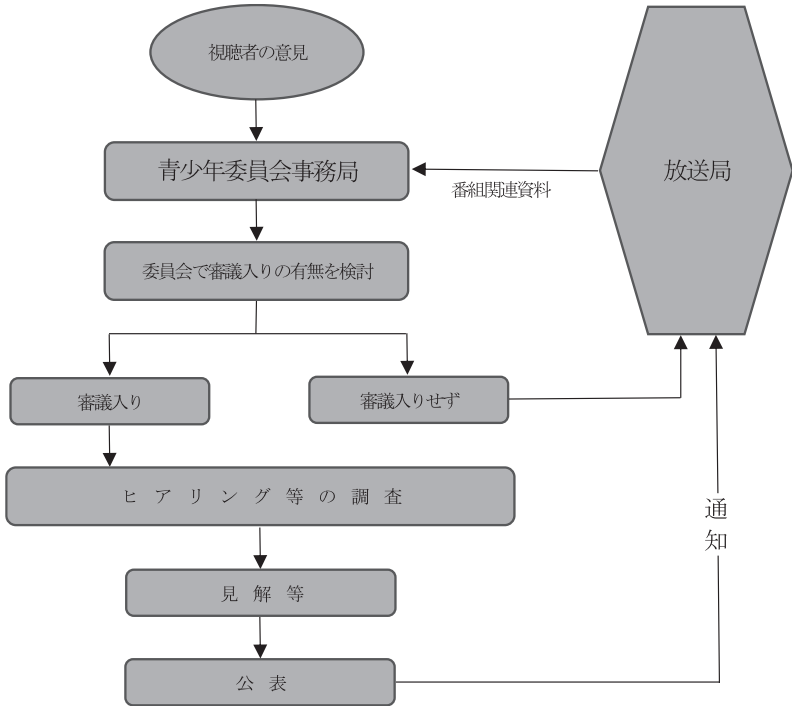 視聴者の意見
青少年委員会事務局
放送局
番組関連資料
委員会で審議入りの有無を検討
審議入り
審議入りせず
ヒアリング等の調査
通知
見解等
公表